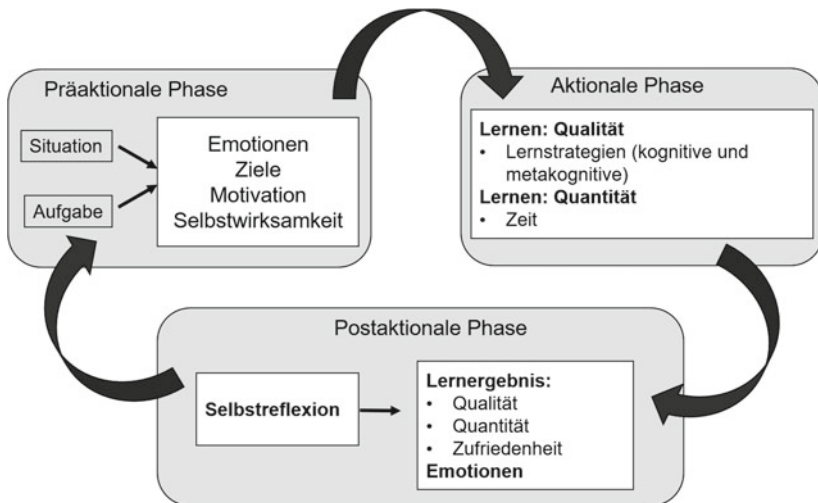 Präaktionale Phase
Situation
Aufgabe
Emotionen
Ziele
Motivation
Selbstwirksamkeit
Aktionale Phase
Lernen: Qualität
• Lernstrategien (kognitive und
metakognitive)
Lernen: Quantität
• Zeit
Postaktionale Phase
Selbstreflexion
Lernergebnis:
• Qualität
• Quantität
• Zufriedenheit
Emotionen